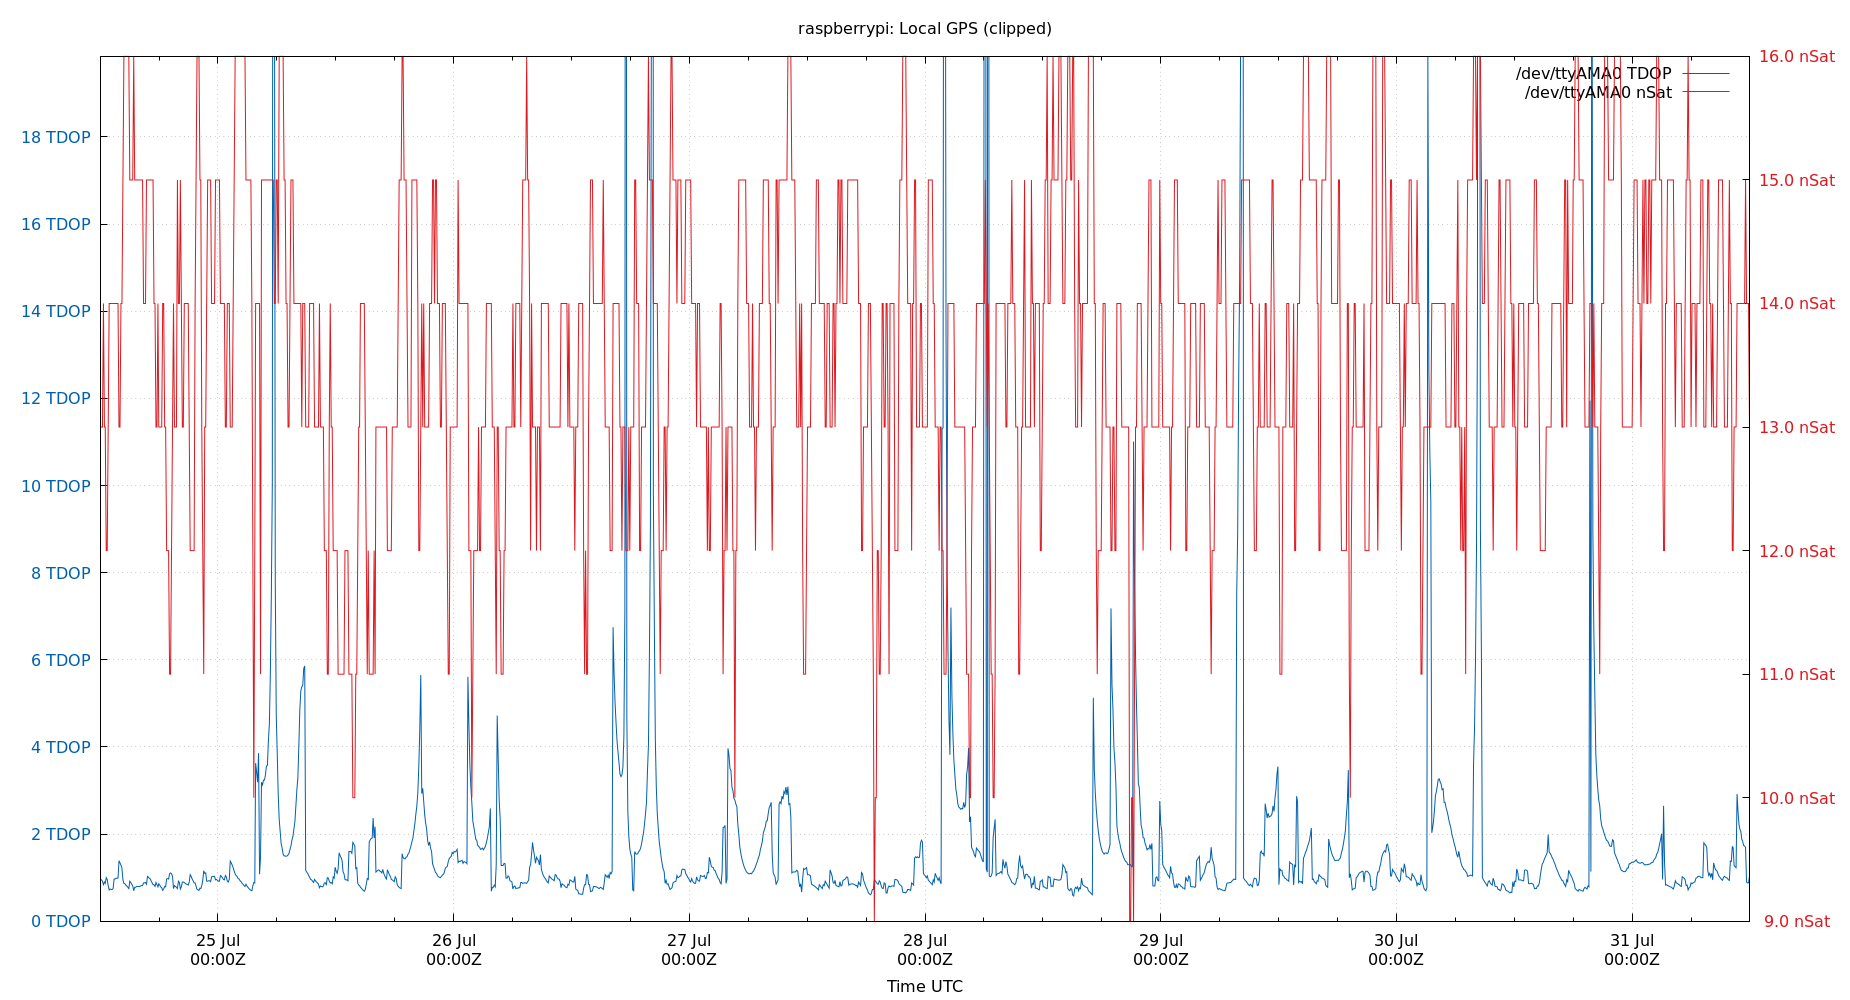 raspberrypi: Local GPS (clipped)
/dev/ttyAMA0 TDOP
/dev/ttyAMA0 nSat
18 TDOP
16 TDOP
14 TDOP
12 TDOP
10 TDOP
8 TDOP
6 TDOP
4 TDOP
2 TDOP
0 TDOP
16.0 nSat
15.0 nSat
14.0 nSat
13.0 nSat
12.0 nSat
11.0 nSat
10.0 nSat
9.0 nSat
25 Jul
00:00Z
26 Jul
00:00Z
27 Jul
00:00Z
28 Jul
00:00Z
29 Jul
00:00Z
30 Jul
00:00Z
31 Jul
00:00Z
Time UTC